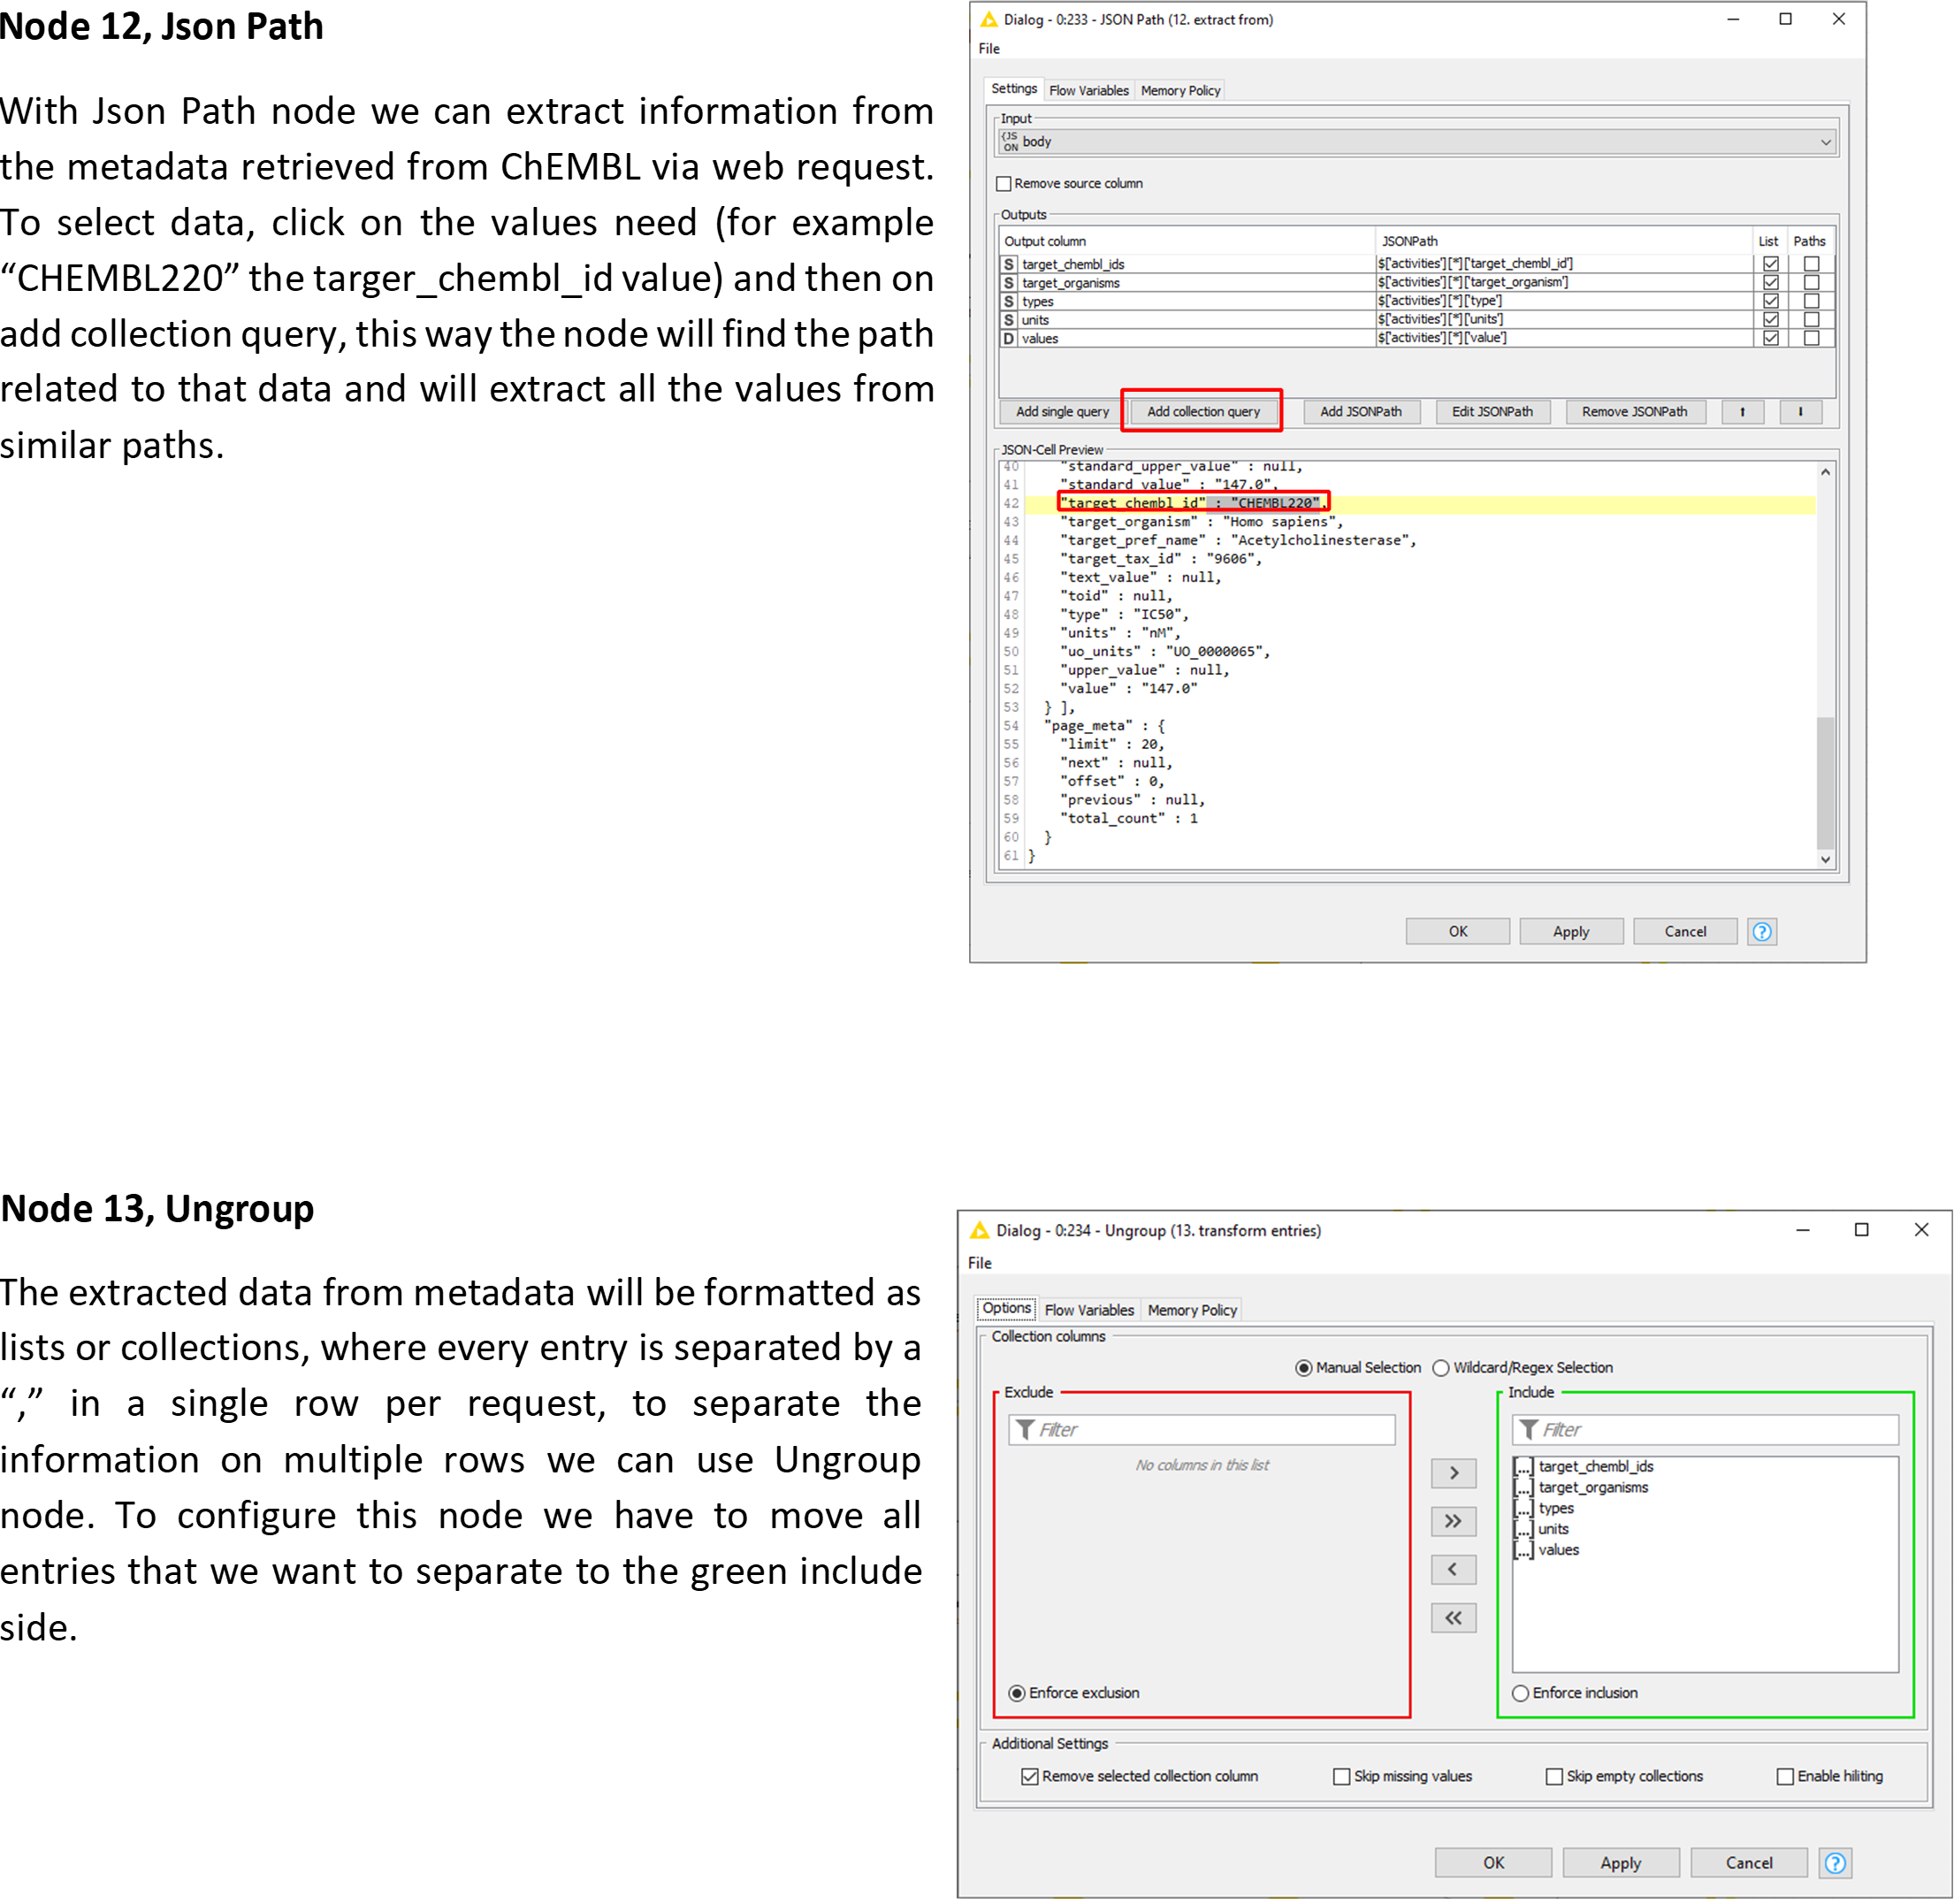 Node 12, Json Path
With Json Path node we can extract information from
the metadata retrieved from ChEMBL via web request.
To select data, click on the values need (for example
“CHEMBL220” the targer_chembl_id value) and then on
add collection query, this way the node will find the path
related to that data and will extract all the values from
similar paths.
Dialog - 0:233 - JSON Path (12. extract from)
File
Settings Flow Variables Memory Policy
Input
{JS ON body
Remove source column
Outputs
Output column JSONPath List Paths
S target_chembl_ids $['activities'][*]['target_chembl_id']
S target_organisms $['activities'][*]['target_organism']
S types $['activities'][*]['type']
S units $['activities'][*]['units']
D values $['activities'][*]['value']
Add single query Add collection query Add JSONPath Edit JSONPath Remove JSONPath
JSON-Cell Preview
40 "standard_upper_value" : null,
41 "standard_value" : "147.0",
42 "target_chembl_id" : "CHEMBL220",
43 "target_organism" : "Homo sapiens",
44 "target_pref_name" : "Acetylcholinesterase",
45 "target_tax_id" : "9606",
46 "text_value" : null,
47 "toid" : null,
48 "type" : "IC50",
49 "units" : "nM",
50 "uo_units" : "UO_0000065",
51 "upper_value" : null,
52 "value" : "147.0"
53 } ],
54 "page_meta" : {
55 "limit" : 20,
56 "next" : null,
57 "offset" : 0,
58 "previous" : null,
59 "total_count" : 1
60 }
61 }
OK Apply Cancel ?
Node 13, Ungroup
The extracted data from metadata will be formatted as
lists or collections, where every entry is separated by a
“,” in a single row per request, to separate the
information on multiple rows we can use Ungroup
node. To configure this node we have to move all
entries that we want to separate to the green include
side.
Dialog - 0:234 - Ungroup (13. transform entries)
File
Options Flow Variables Memory Policy
Collection columns
Manual Selection Wildcard/Regex Selection
Exclude
Filter
No columns in this list
Enforce exclusion
> 
>>
<
<<
Include
Filter
[...] target_chembl_ids
[...] target_organisms
[...] types
[...] units
[...] values
Enforce inclusion
Additional Settings
Remove selected collection column Skip missing values Skip empty collections Enable hiliting
OK Apply Cancel ?